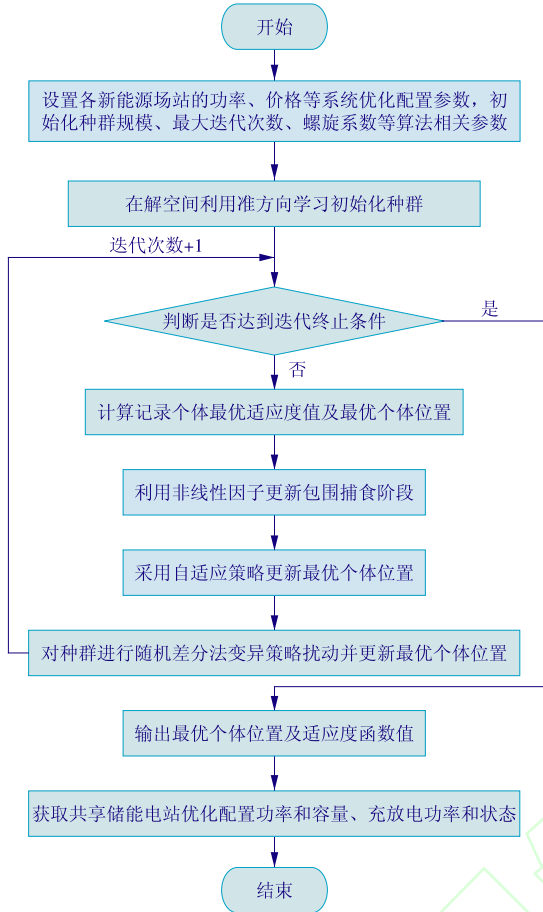 开始
设置各新能源场站的功率、价格等系统优化配置参数，初
始化种群规模、最大迭代次数、螺旋系数等算法相关参数
在解空间利用准方向学习初始化种群
迭代次数+1
判断是否达到迭代终止条件
是
否
计算记录个体最优适应度值及最优个体位置
利用非线性因子更新包围捕食阶段
采用自适应策略更新最优个体位置
对种群进行随机差分法变异策略扰动并更新最优个体位置
输出最优个体位置及适应度函数值
获取共享储能电站优化配置功率和容量、充放电功率和状态
结束